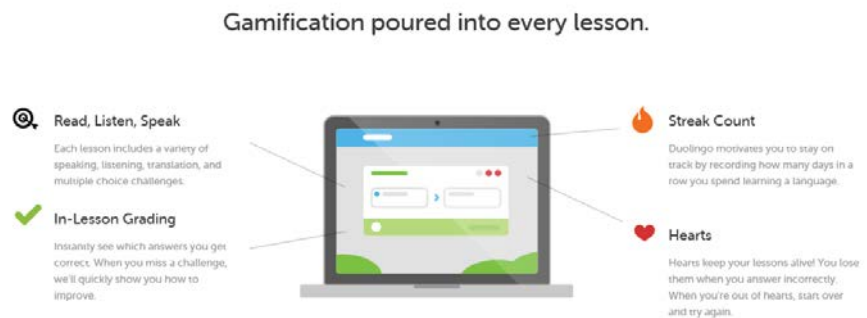 Gamification poured into every lesson.
Read, Listen, Speak
Each lesson includes a variety of
speaking, listening, translation, and
multiple choice challenges.
In-Lesson Grading
Instantly see which answers you get
correct. When you miss a challenge,
we'll quickly show you how to
improve.
Streak Count
Duolingo motivates you to stay on
track by recording how many days in a
row you spend learning a language.
Hearts
Hearts keep your lessons alive! You lose
them when you answer incorrectly.
When you're out of hearts, start over
and try again.